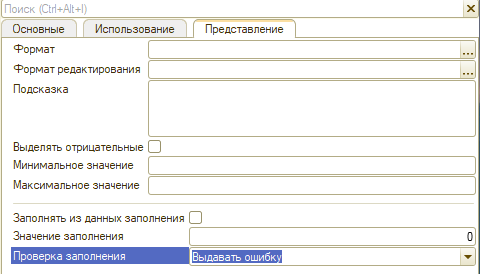 Поиск (Ctrl+Alt+I)
Основные Использование Представление
Формат ...
Формат редактирования ...
Подсказка
Выделять отрицательные
Минимальное значение
Максимальное значение
Заполнять из данных заполнения
Значение заполнения 0
Проверка заполнения Выдавать ошибку